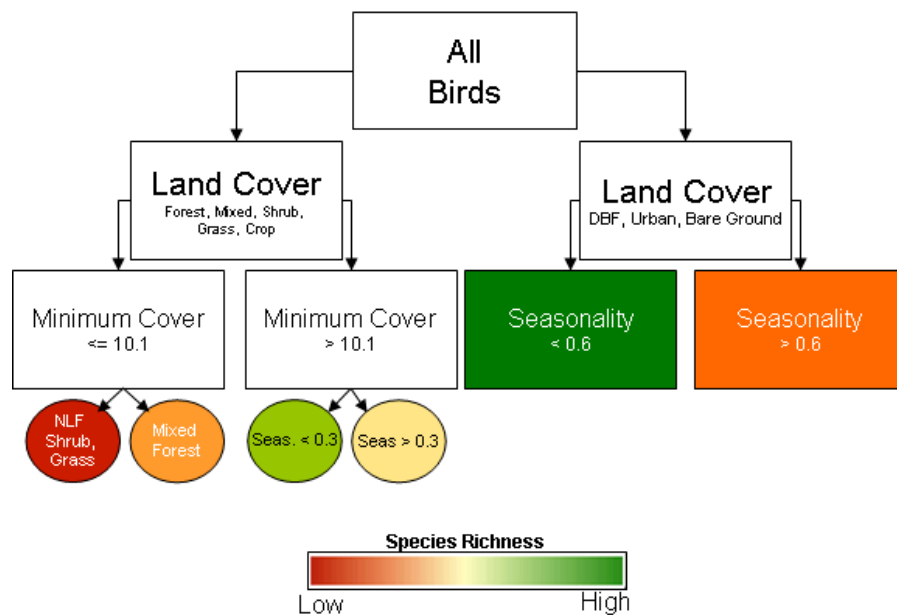 All
Birds
Land Cover
Forest, Mixed, Shrub,
Grass, Crop
Land Cover
DBF, Urban, Bare Ground
Minimum Cover
<= 10.1
Minimum Cover
> 10.1
Seasonality
< 0.6
Seasonality
> 0.6
NLF
Shrub,
Grass
Mixed
Forest
Seas. < 0.3
Seas > 0.3
Species Richness
Low
High